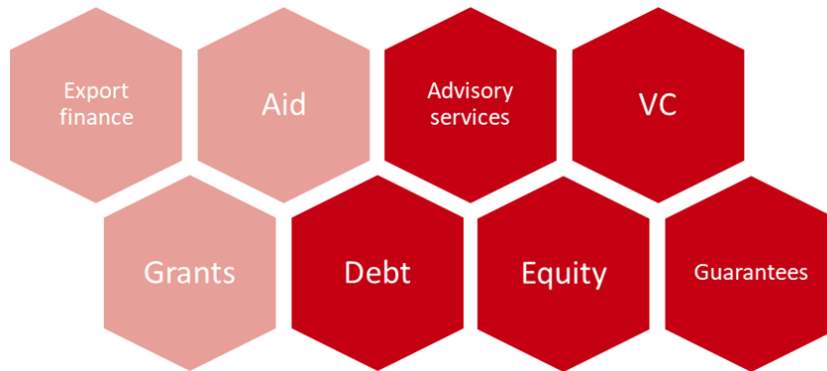 Export
finance
Aid
Advisory
services
VC
Grants
Debt
Equity
Guarantees